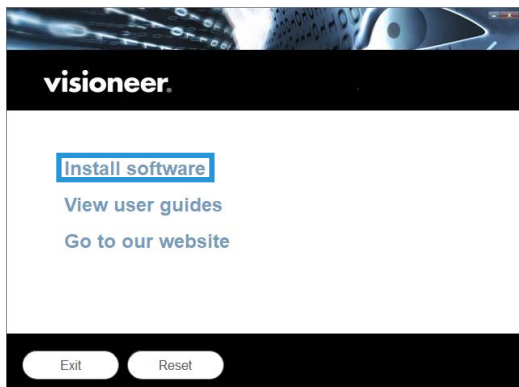 visioneer®
Install software
View user guides
Go to our website
Exit
Reset